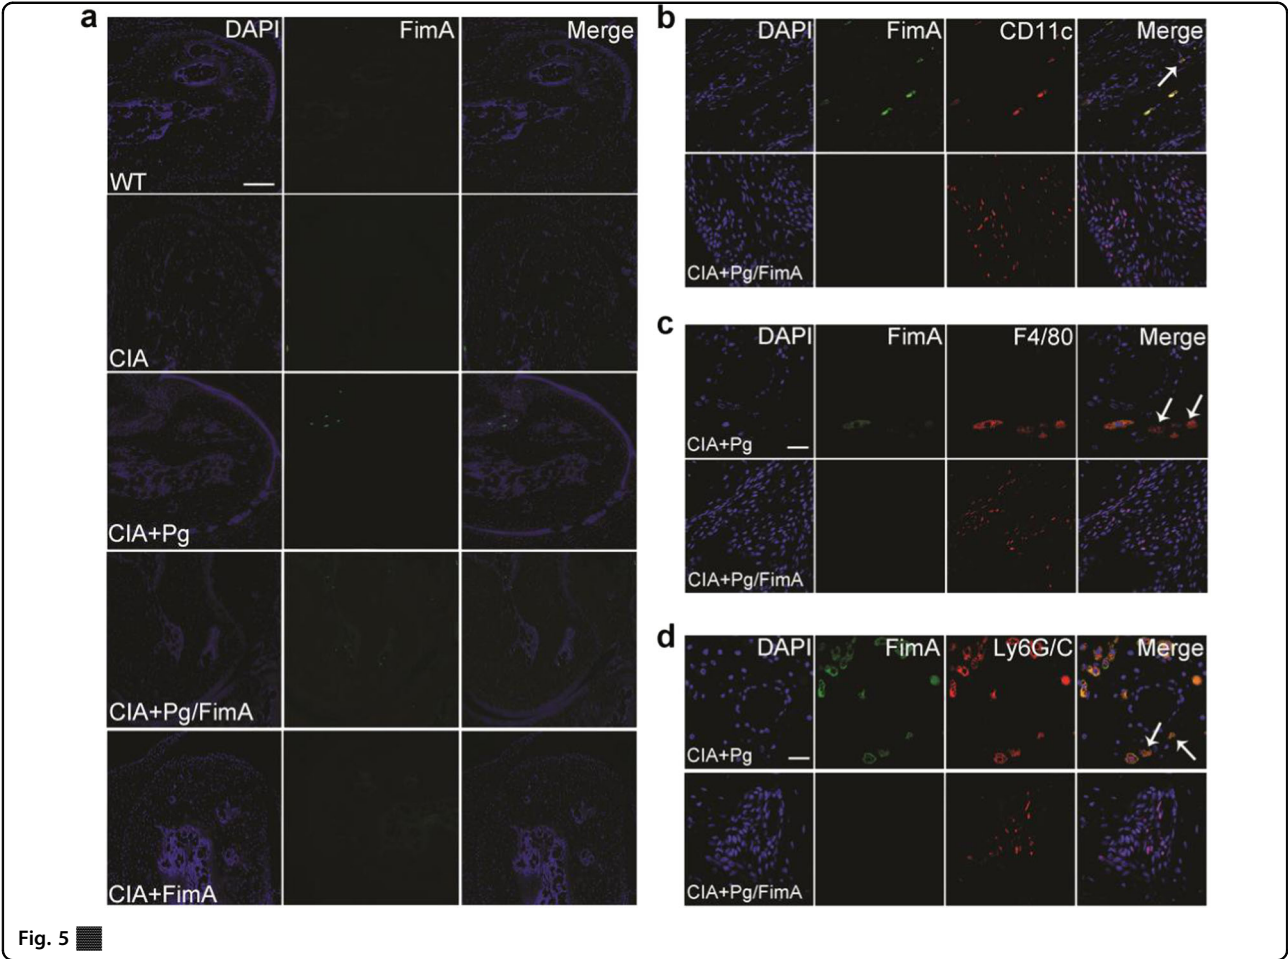 a
DAPI FimA Merge
WT
CIA
CIA+Pg
CIA+Pg/FimA
CIA+FimA
b
DAPI FimA CD11c Merge
CIA+Pg/FimA
c
DAPI FimA F4/80 Merge
CIA+Pg
CIA+Pg/FimA
d
DAPI FimA Ly6G/C Merge
CIA+Pg
CIA+Pg/FimA
Fig. 5